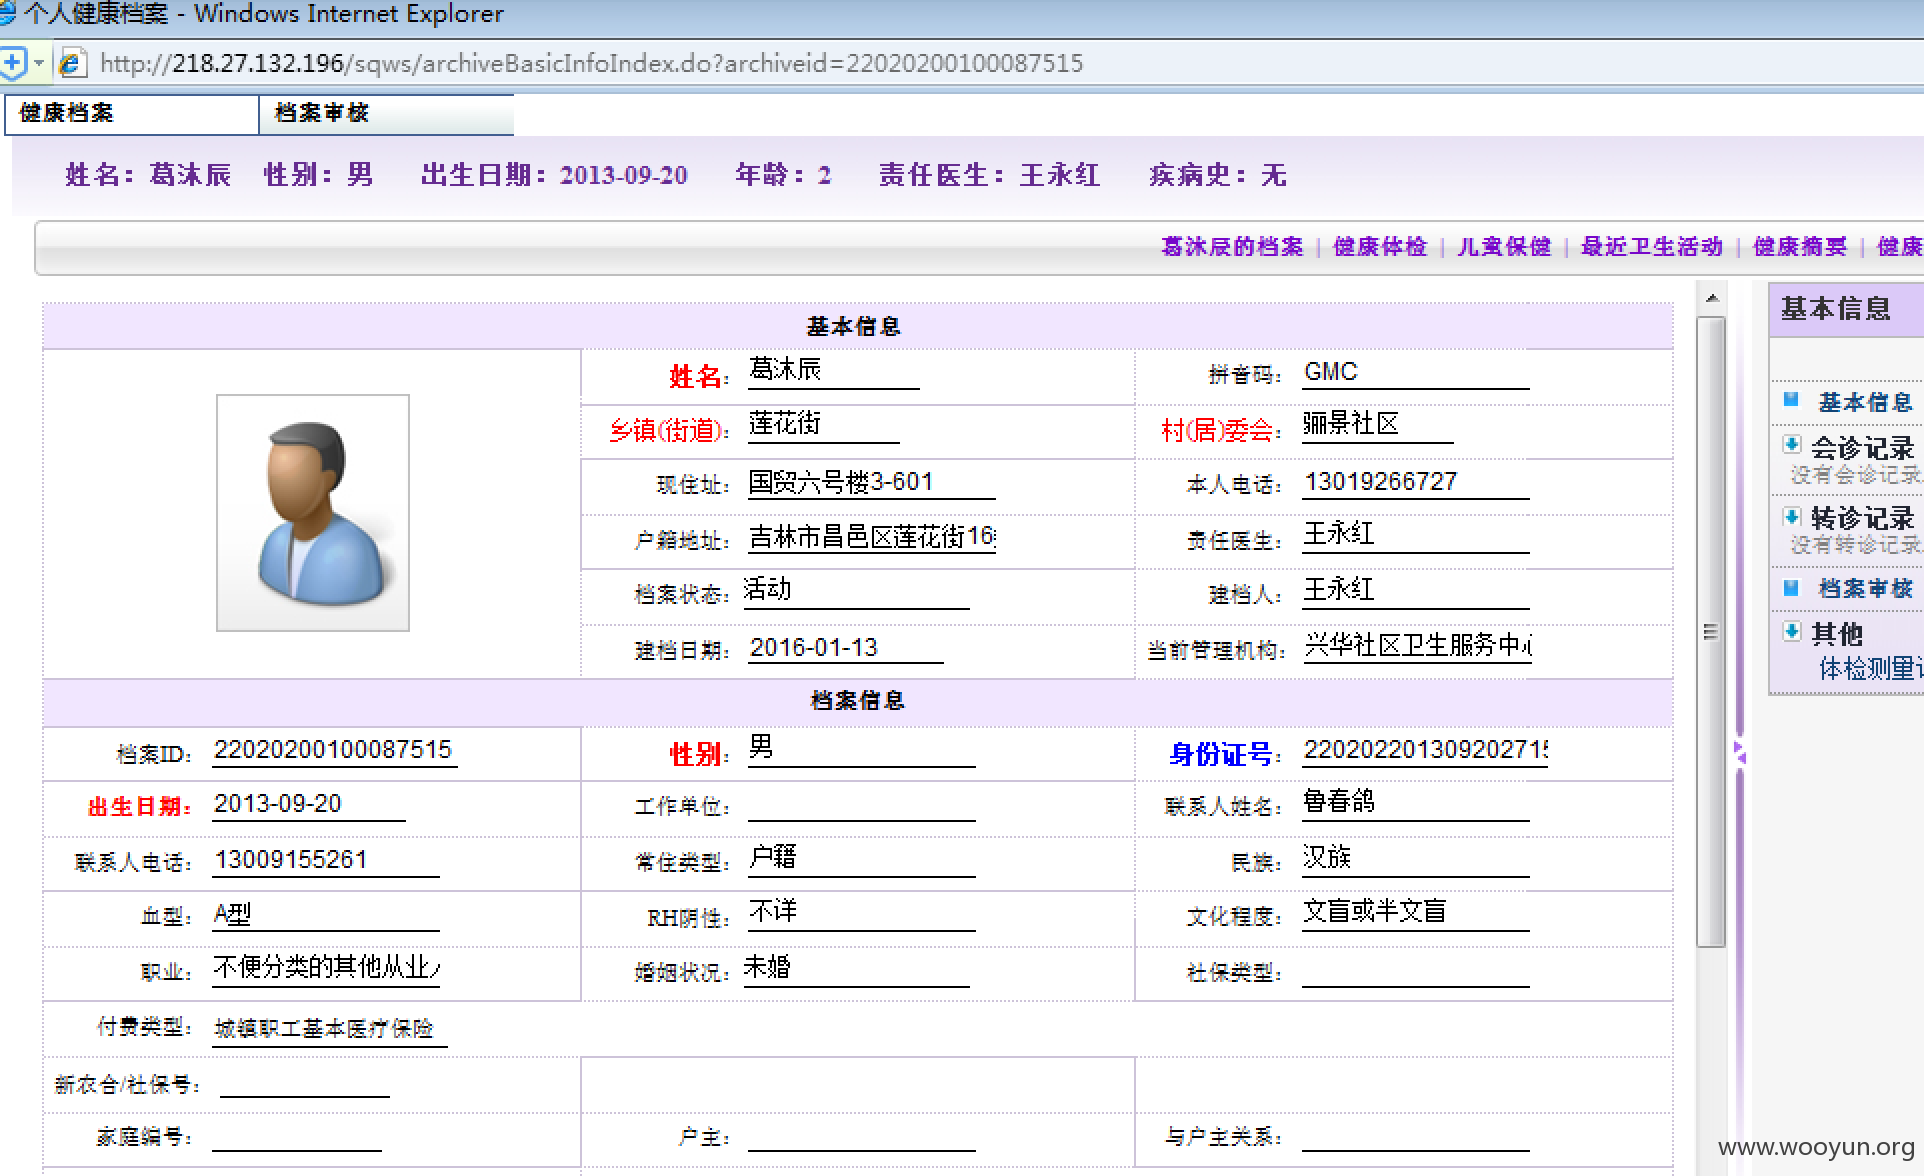 个人健康档案 - Windows Internet Explorer
http://218.27.132.196/sqws/archiveBasicInfoIndex.do?archiveid=22020200100087515
健康档案 档案审核
姓名：葛沐辰 性别：男 出生日期：2013-09-20 年龄：2 责任医生：王永红 疾病史：无
葛沐辰的档案 | 健康体检 | 儿童保健 | 最近卫生活动 | 健康摘要 | 健康
基本信息
姓名：葛沐辰 拼音码：GMC
乡镇(街道)：莲花街 村(居)委会：骊景社区
现住址：国贸六号楼3-601 本人电话：13019266727
户籍地址：吉林市昌邑区莲花街16 责任医生：王永红
档案状态：活动 建档人：王永红
建档日期：2016-01-13 当前管理机构：兴华社区卫生服务中
档案信息
档案ID：22020200100087515 性别：男 身份证号：22020220130920271
出生日期：2013-09-20 工作单位： 联系人姓名：鲁春鸽
联系人电话：13009155261 常住类型：户籍 民族：汉族
血型：A型 RH阴性：不详 文化程度：文盲或半文盲
职业：不便分类的其他从业 婚姻状况：未婚 社保类型：
付费类型：城镇职工基本医疗保险
新农合/社保号：
家庭编号： 户主： 与户主关系：
基本信息
基本信息
会诊记录
没有会诊记录
转诊记录
没有转诊记录
档案审核
其他
体检测量
www.wooyun.org